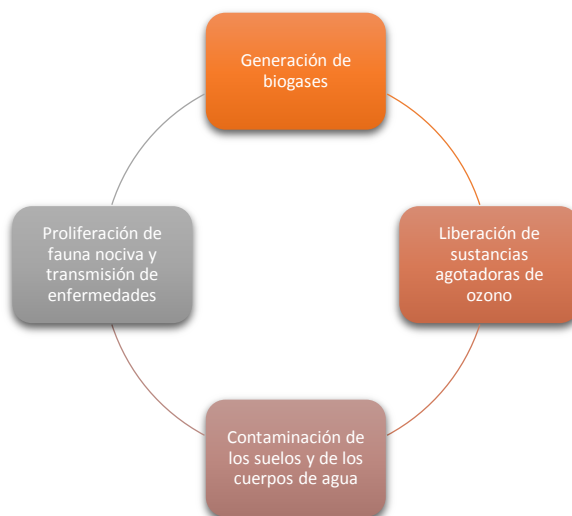 Generación de
biogases
Liberación de
sustancias
agotadoras de
ozono
Contaminación de
los suelos y de los
cuerpos de agua
Proliferación de
fauna nociva y
transmisión de
enfermedades